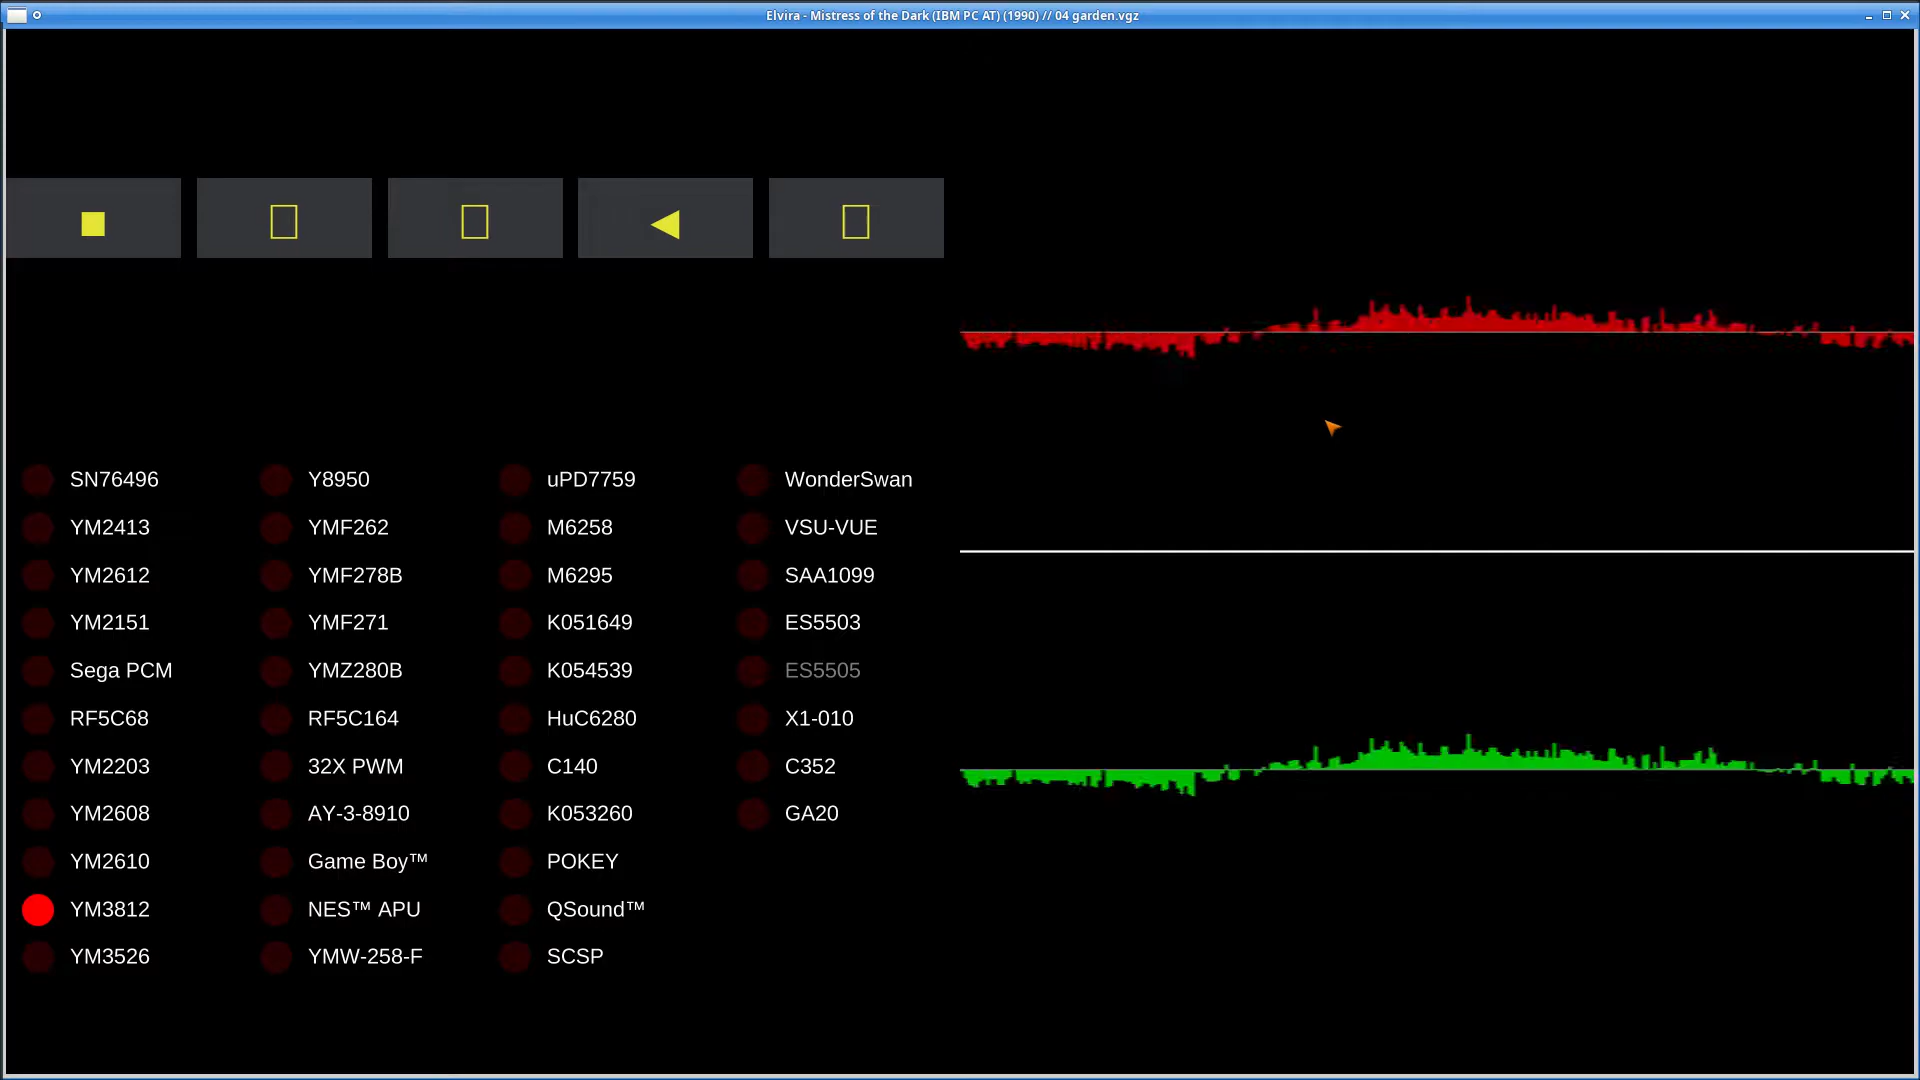 Elvira - Mistress of the Dark (IBM PC AT) (1990) // 04 garden.vgz
SN76496
YM2413
YM2612
YM2151
Sega PCM
RF5C68
YM2203
YM2608
YM2610
YM3812
YM3526
Y8950
YMF262
YMF278B
YMF271
YMZ280B
RF5C164
32X PWM
AY-3-8910
Game Boy™
NES™ APU
YMW-258-F
uPD7759
M6258
M6295
K051649
K054539
HuC6280
C140
K053260
POKEY
QSound™
SCSP
WonderSwan
VSU-VUE
SAA1099
ES5503
ES5505
X1-010
C352
GA20